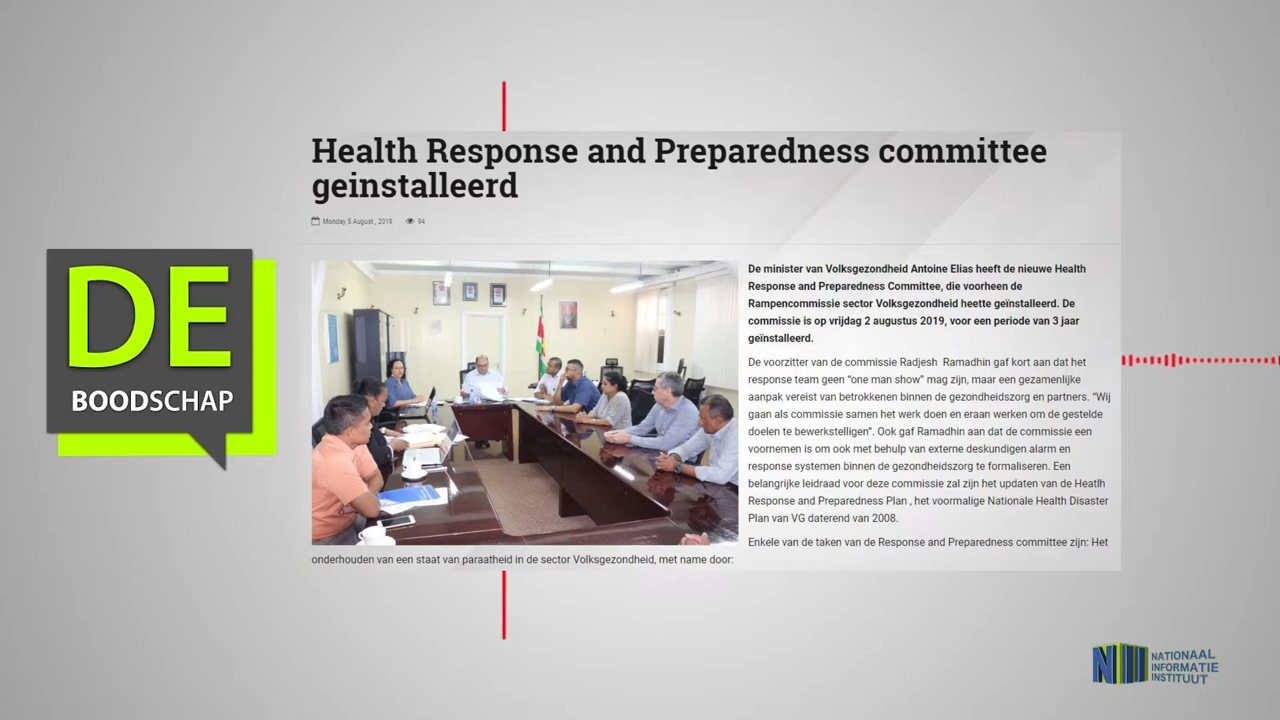 Health Response and Preparedness committee
geinstalleerd
Monday 5 August , 2019 94
DE
BOODSCHAP
De minister van Volksgezondheid Antoine Elias heeft de nieuwe Health
Response and Preparedness Committee, die voorheen de
Rampencommissie sector Volksgezondheid heette geïnstalleerd. De
commissie is op vrijdag 2 augustus 2019, voor een periode van 3 jaar
geïnstalleerd.
De voorzitter van de commissie Radjesh Ramadhin gaf kort aan dat het
response team geen “one man show” mag zijn, maar een gezamenlijke
aanpak vereist van betrokkenen binnen de gezondheidszorg en partners. “Wij
gaan als commissie samen het werk doen en eraan werken om de gestelde
doelen te bewerkstelligen”. Ook gaf Ramadhin aan dat de commissie een
voornemen is om ook met behulp van externe deskundigen alarm en
response systemen binnen de gezondheidszorg te formaliseren. Een
belangrijke leidraad voor deze commissie zal zijn het updaten van de Heatlh
Response and Preparedness Plan , het voormalige Nationale Health Disaster
Plan van VG daterend van 2008.
Enkele van de taken van de Response and Preparedness committee zijn: Het
onderhouden van een staat van paraatheid in de sector Volksgezondheid, met name door:
NII NATIONAAL
INFORMATIE
INSTITUUT